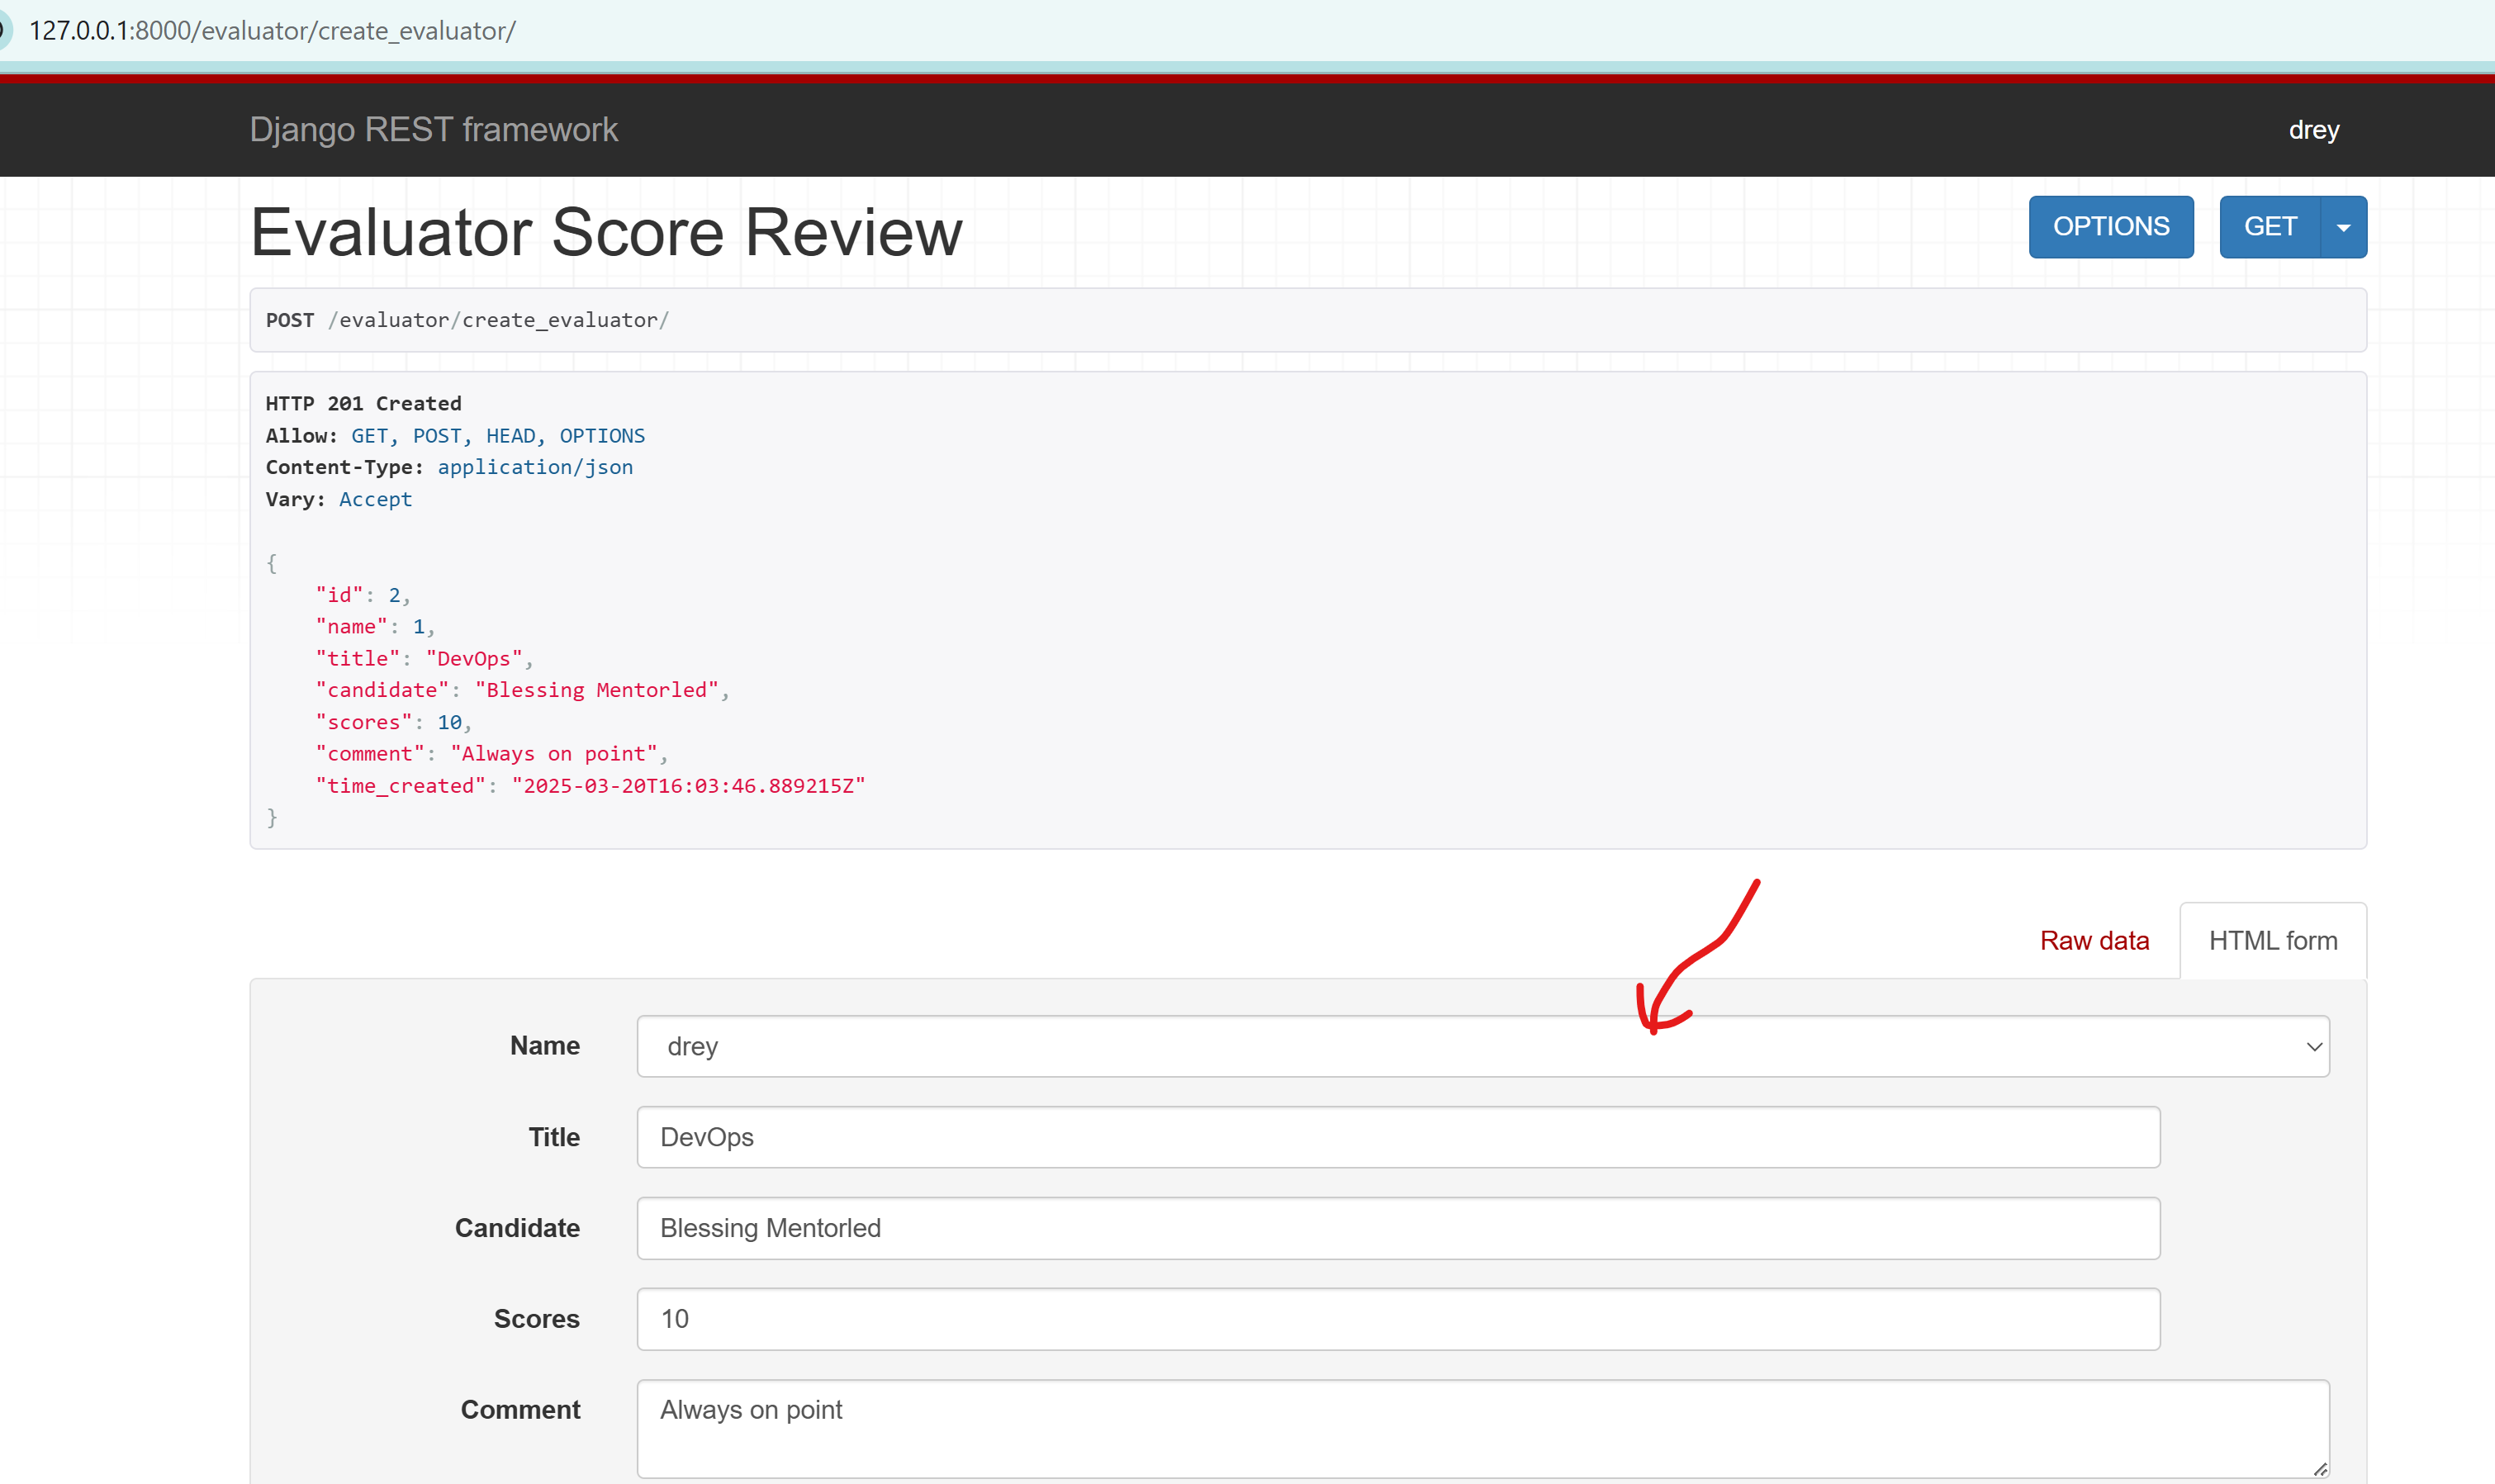 127.0.0.1:8000/evaluator/create_evaluator/
Django REST framework
drey
Evaluator Score Review
OPTIONS
GET
POST /evaluator/create_evaluator/
HTTP 201 Created
Allow: GET, POST, HEAD, OPTIONS
Content-Type: application/json
Vary: Accept
{
    "id": 2,
    "name": 1,
    "title": "DevOps",
    "candidate": "Blessing Mentorled",
    "scores": 10,
    "comment": "Always on point",
    "time_created": "2025-03-20T16:03:46.889215Z"
}
Raw data
HTML form
Name
drey
Title
DevOps
Candidate
Blessing Mentorled
Scores
10
Comment
Always on point